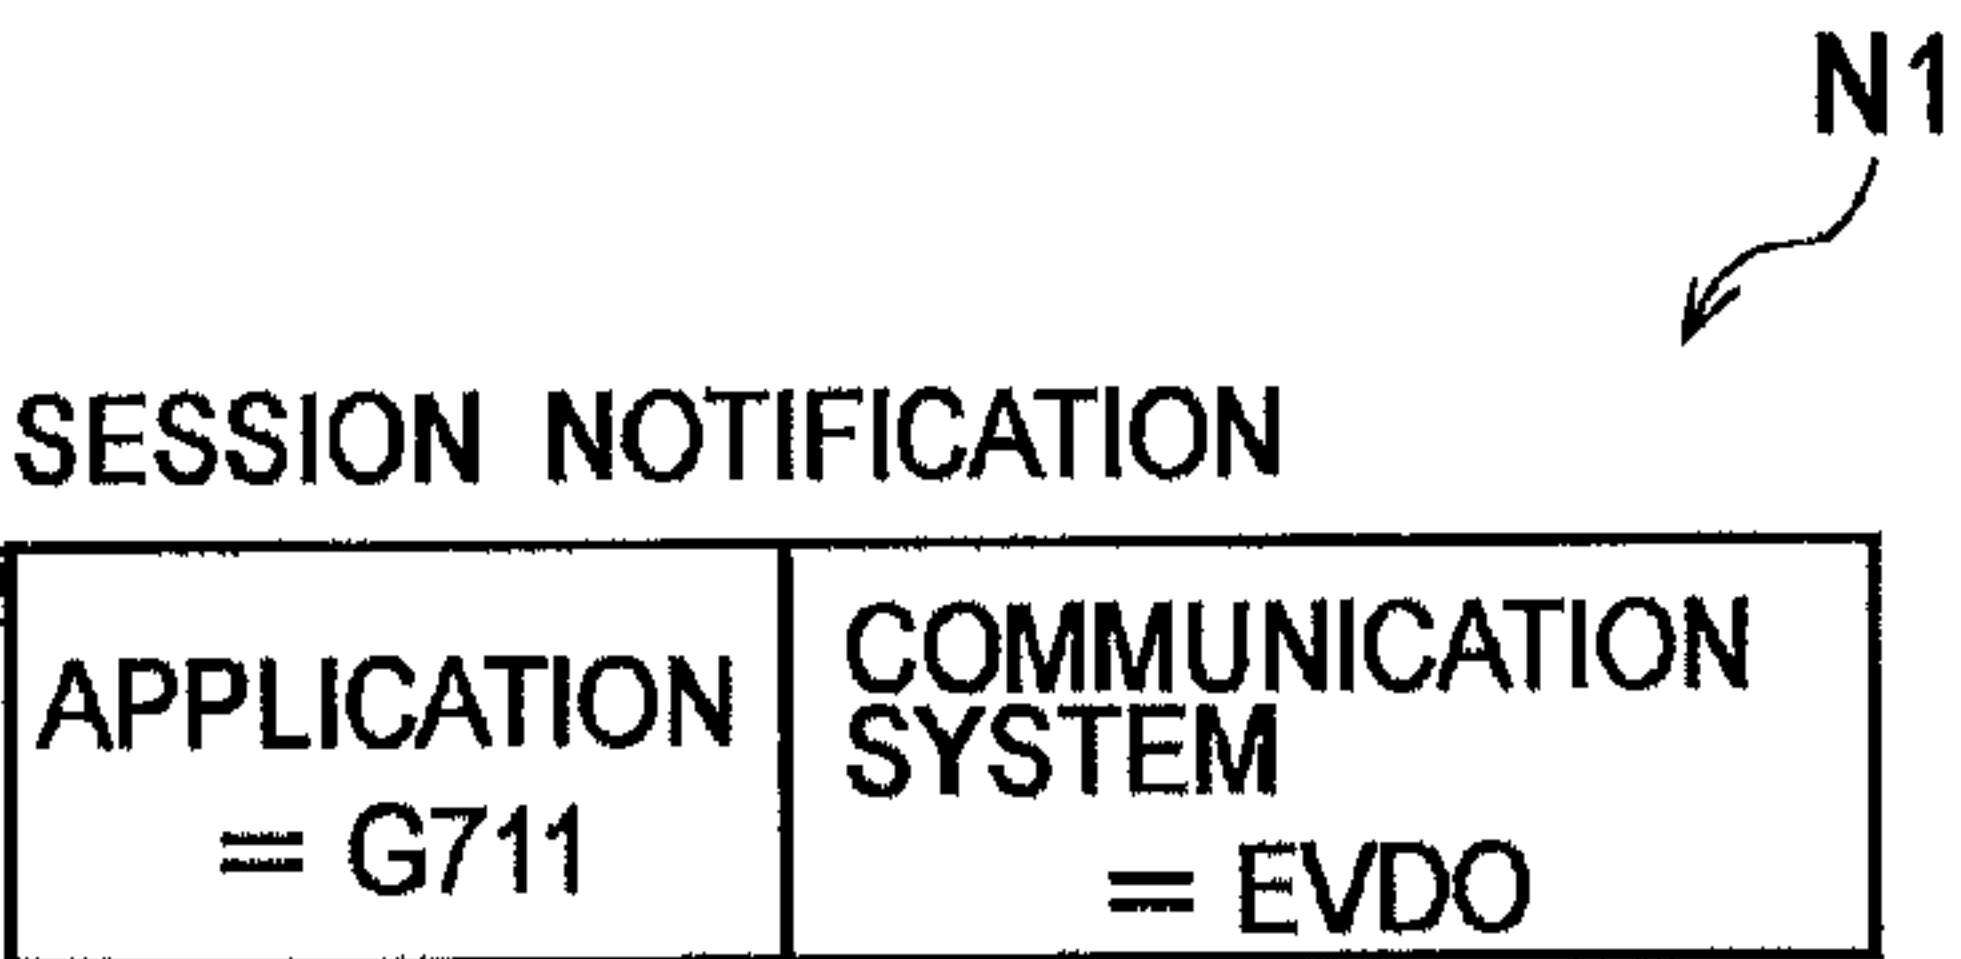 N1
SESSION NOTIFICATION
APPLICATION
= G711
COMMUNICATION
SYSTEM
= EVDO